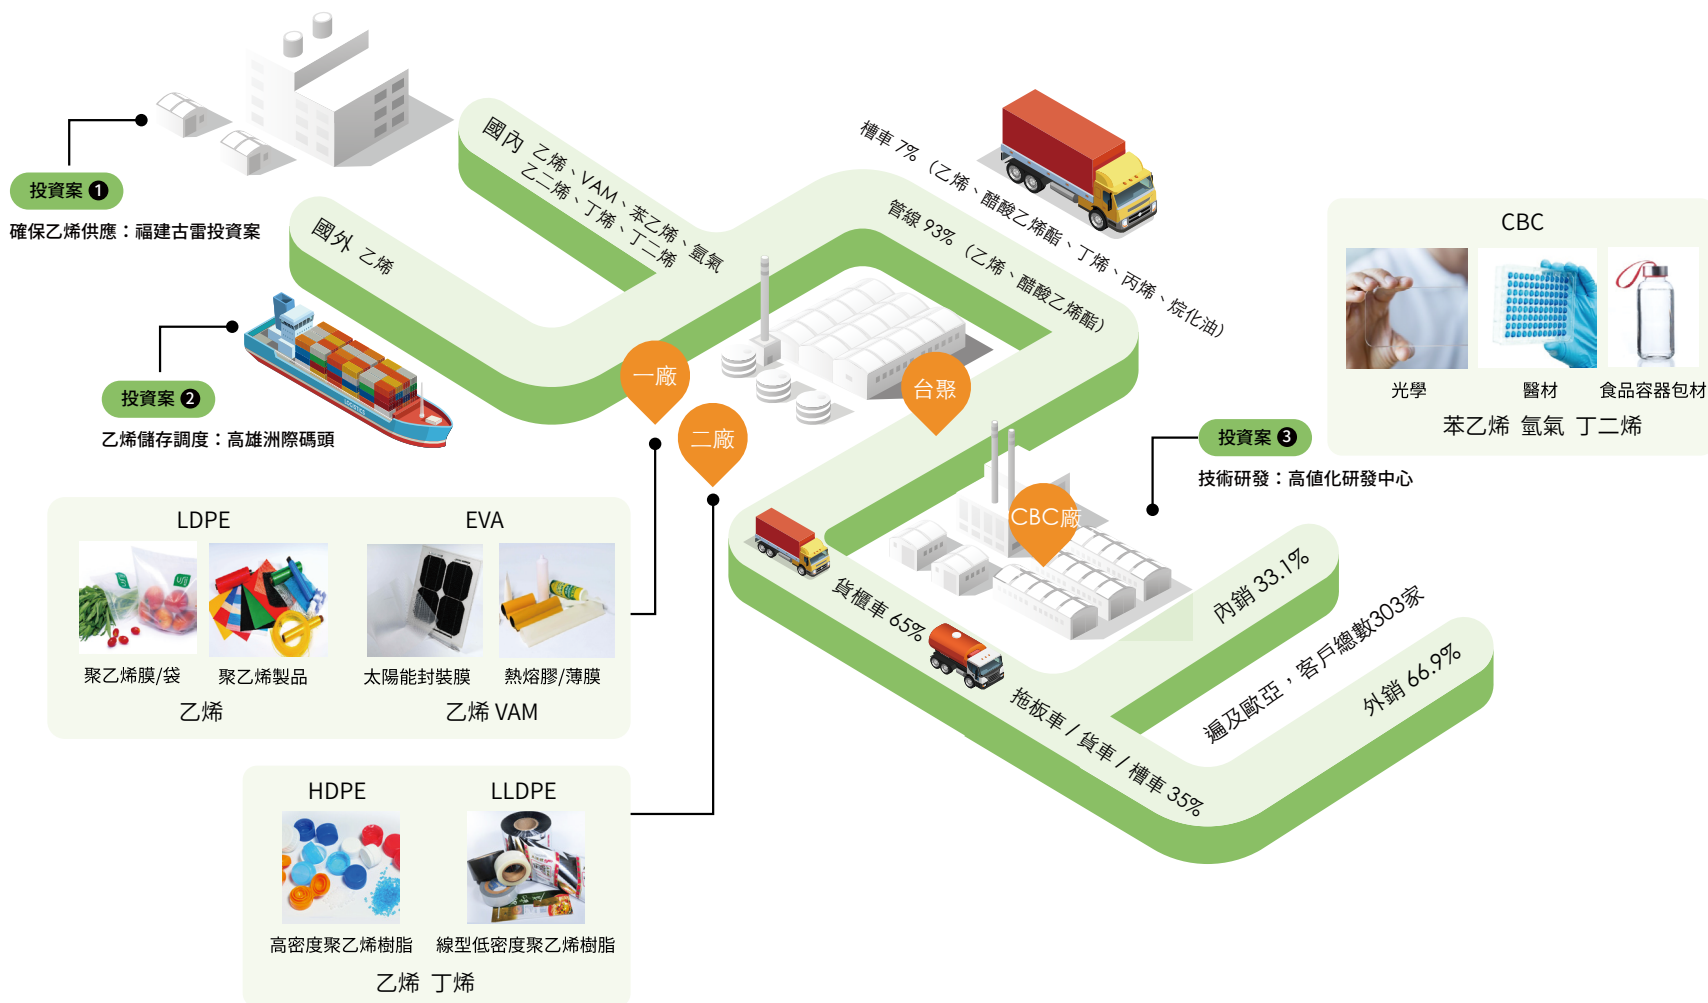 國內 乙烯、VAM、苯乙烯、氫氣
乙二烯、丁烯、丁二烯
國外 乙烯
槽車 7%（乙烯、醋酸乙烯酯、丁烯、丙烯、烷化油）
管線 93%（乙烯、醋酸乙烯酯）
投資案 1
確保乙烯供應：福建古雷投資案
投資案 2
乙烯儲存調度：高雄洲際碼頭
一廠
二廠
台聚
CBC廠
投資案 3
技術研發：高值化研發中心
CBC
光學
醫材
食品容器包材
苯乙烯 氫氣 丁二烯
LDPE
EVA
聚乙烯膜/袋
聚乙烯製品
太陽能封裝膜
熱熔膠/薄膜
乙烯
乙烯 VAM
HDPE
LLDPE
高密度聚乙烯樹脂
線型低密度聚乙烯樹脂
乙烯 丁烯
貨櫃車 65%
拖板車 / 貨車 / 槽車 35%
內銷 33.1%
遍及歐亞，客戶總數303家
外銷 66.9%